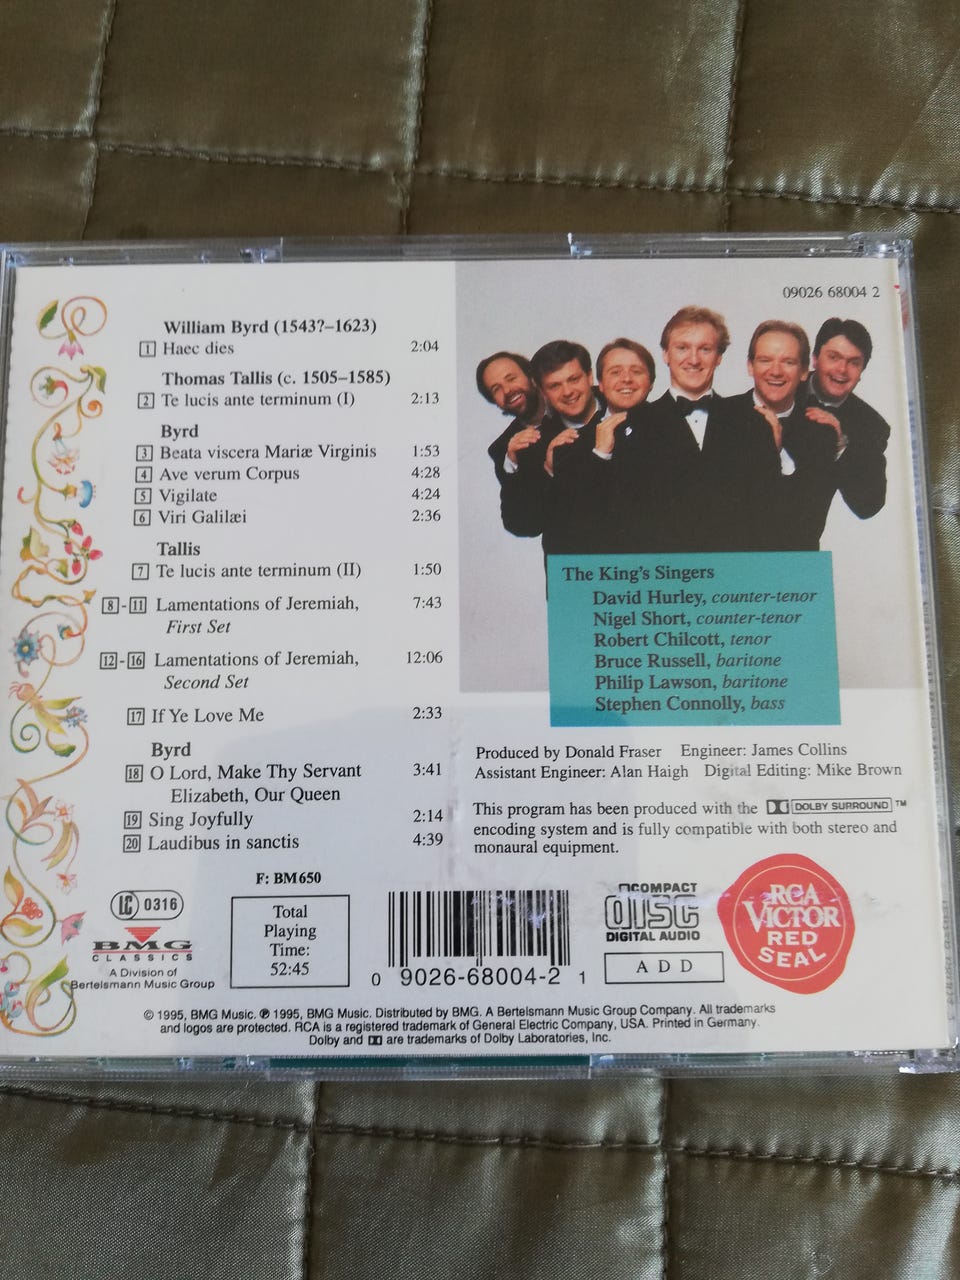 09026 68004 2
William Byrd (1543?–1623)
1 Haec dies 2:04
Thomas Tallis (c. 1505–1585)
2 Te lucis ante terminum (I) 2:13
Byrd
3 Beata viscera Mariæ Virginis 1:53
4 Ave verum Corpus 4:28
5 Vigilate 4:24
6 Viri Galilæi 2:36
Tallis
7 Te lucis ante terminum (II) 1:50
8-11 Lamentations of Jeremiah, 7:43
First Set
12-16 Lamentations of Jeremiah, 12:06
Second Set
17 If Ye Love Me 2:33
Byrd
18 O Lord, Make Thy Servant 3:41
Elizabeth, Our Queen
19 Sing Joyfully 2:14
20 Laudibus in sanctis 4:39
The King's Singers
David Hurley, counter-tenor
Nigel Short, counter-tenor
Robert Chilcott, tenor
Bruce Russell, baritone
Philip Lawson, baritone
Stephen Connolly, bass
Produced by Donald Fraser Engineer: James Collins
Assistant Engineer: Alan Haigh Digital Editing: Mike Brown
This program has been produced with the DOLBY SURROUND ™
encoding system and is fully compatible with both stereo and
monaural equipment.
LC 0316
BMG
CLASSICS
A Division of
Bertelsmann Music Group
F: BM650
Total
Playing
Time:
52:45
0 9026-68004-2 1
COMPACT
disc
DIGITAL AUDIO
A D D
RCA
VICTOR
RED
SEAL
© 1995, BMG Music. ℗ 1995, BMG Music. Distributed by BMG. A Bertelsmann Music Group Company. All trademarks
and logos are protected. RCA is a registered trademark of General Electric Company, USA. Printed in Germany.
Dolby and are trademarks of Dolby Laboratories, Inc.